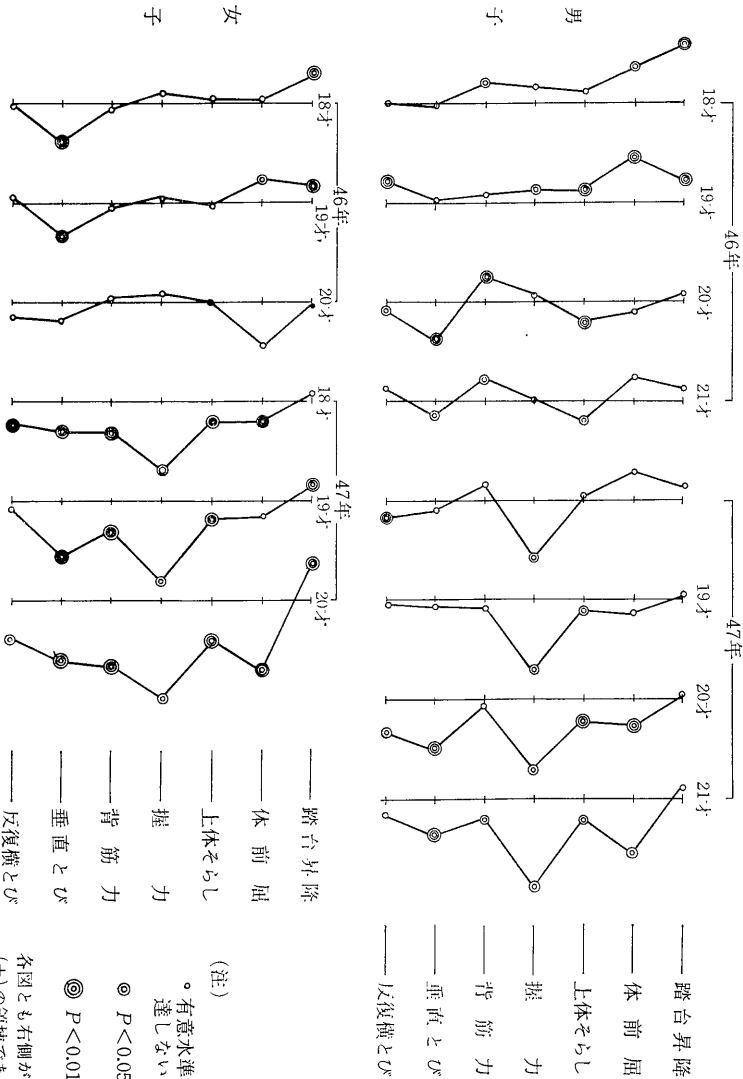 男子
46年
18才
19才
20才
21才
47年
19才
20才
21才
踏台昇降
体前屈
上体そらし
握力
背筋力
垂直とび
反復横とび
女子
46年
18才
19才
20才
47年
18才
19才
20才
踏台昇降
体前屈
上体そらし
握力
背筋力
垂直とび
反復横とび
(注)
有意水準
達しない
P<0.05
P<0.01
各図とも右側が